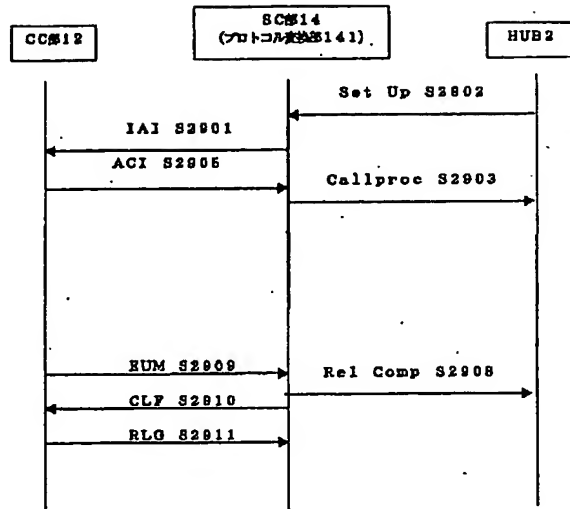 CC部12
SC部14
(プロトコル変換部141)
HUB2
Set Up S2802
IAI S2901
ACI S2905
Callproc S2903
EUM S2909
Rel Comp S2908
CLF S2910
RLG S2911